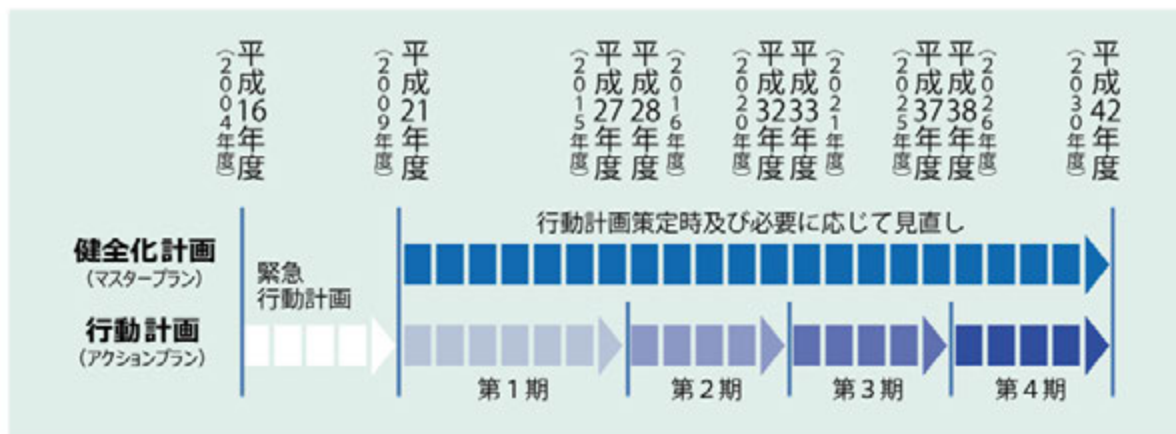 平成16年度
（2004年度）
平成21年度
（2009年度）
平成27年度
（2015年度）
平成28年度
（2016年度）
平成32年度
（2020年度）
平成33年度
（2021年度）
平成37年度
（2025年度）
平成38年度
（2026年度）
平成42年度
（2030年度）
行動計画策定時及び必要に応じて見直し
健全化計画
（マスタープラン）
緊急
行動計画
行動計画
（アクションプラン）
第1期
第2期
第3期
第4期